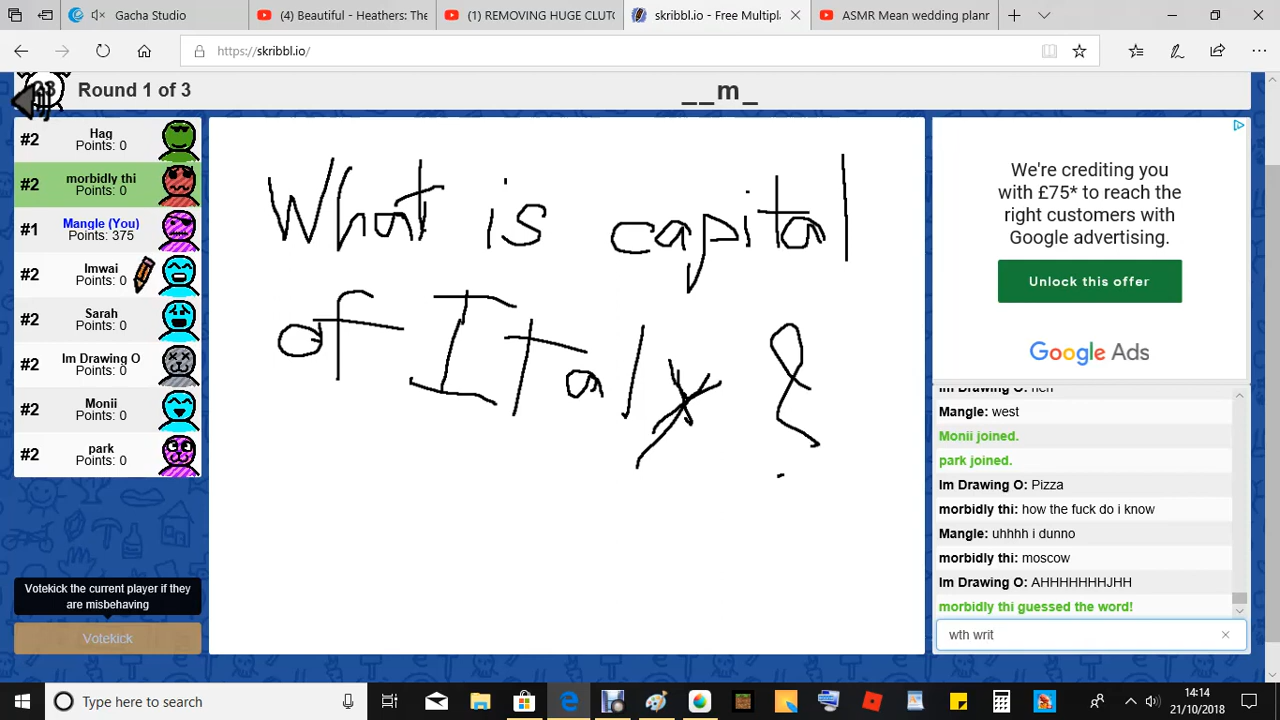 Gacha Studio
(4) Beautiful - Heathers: The
(1) REMOVING HUGE CLUTC
skribbl.io - Free Multipl
ASMR Mean wedding plann
https://skribbl.io/
Round 1 of 3
__m_
#2 Hag
Points: 0
#2 morbidly thi
Points: 0
#1 Mangle (You)
Points: 375
#2 Imwai
Points: 0
#2 Sarah
Points: 0
#2 Im Drawing O
Points: 0
#2 Monii
Points: 0
#2 park
Points: 0
Votekick the current player if they
are misbehaving
Votekick
What is capital
of Italy ?
We're crediting you
with £75* to reach the
right customers with
Google advertising.
Unlock this offer
Google Ads
Mangle: west
Monii joined.
park joined.
Im Drawing O: Pizza
morbidly thi: how the fuck do i know
Mangle: uhhhh i dunno
morbidly thi: moscow
Im Drawing O: AHHHHHHHJHH
morbidly thi guessed the word!
wth writ
Type here to search
14:14
21/10/2018